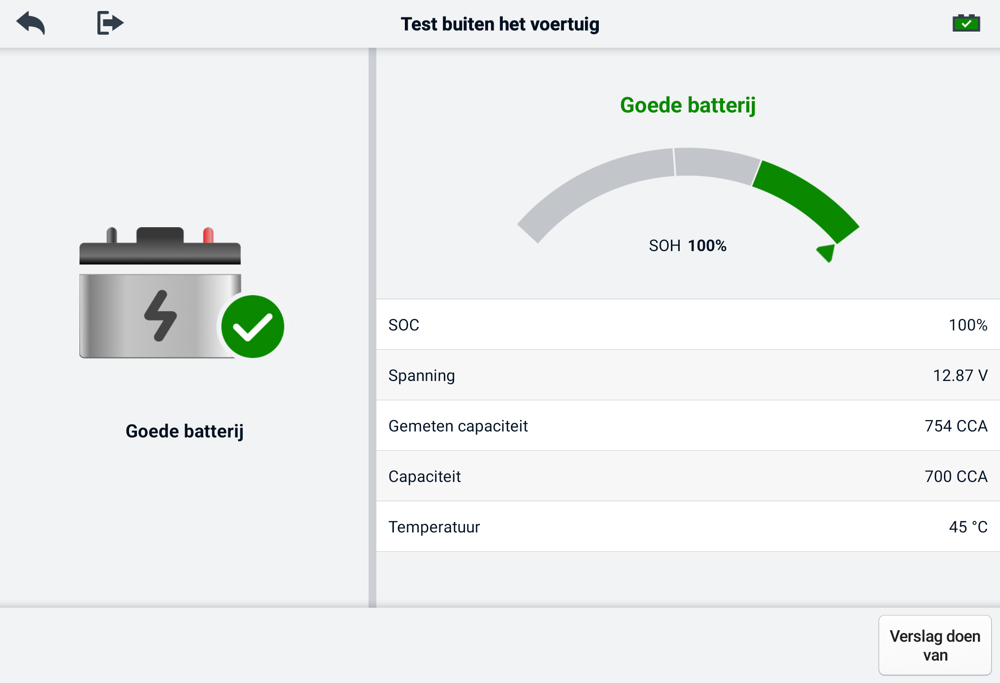 Test buiten het voertuig
Goede batterij
Goede batterij
SOH 100%
SOC 100%
Spanning 12.87 V
Gemeten capaciteit 754 CCA
Capaciteit 700 CCA
Temperatuur 45 °C
Verslag doen
van